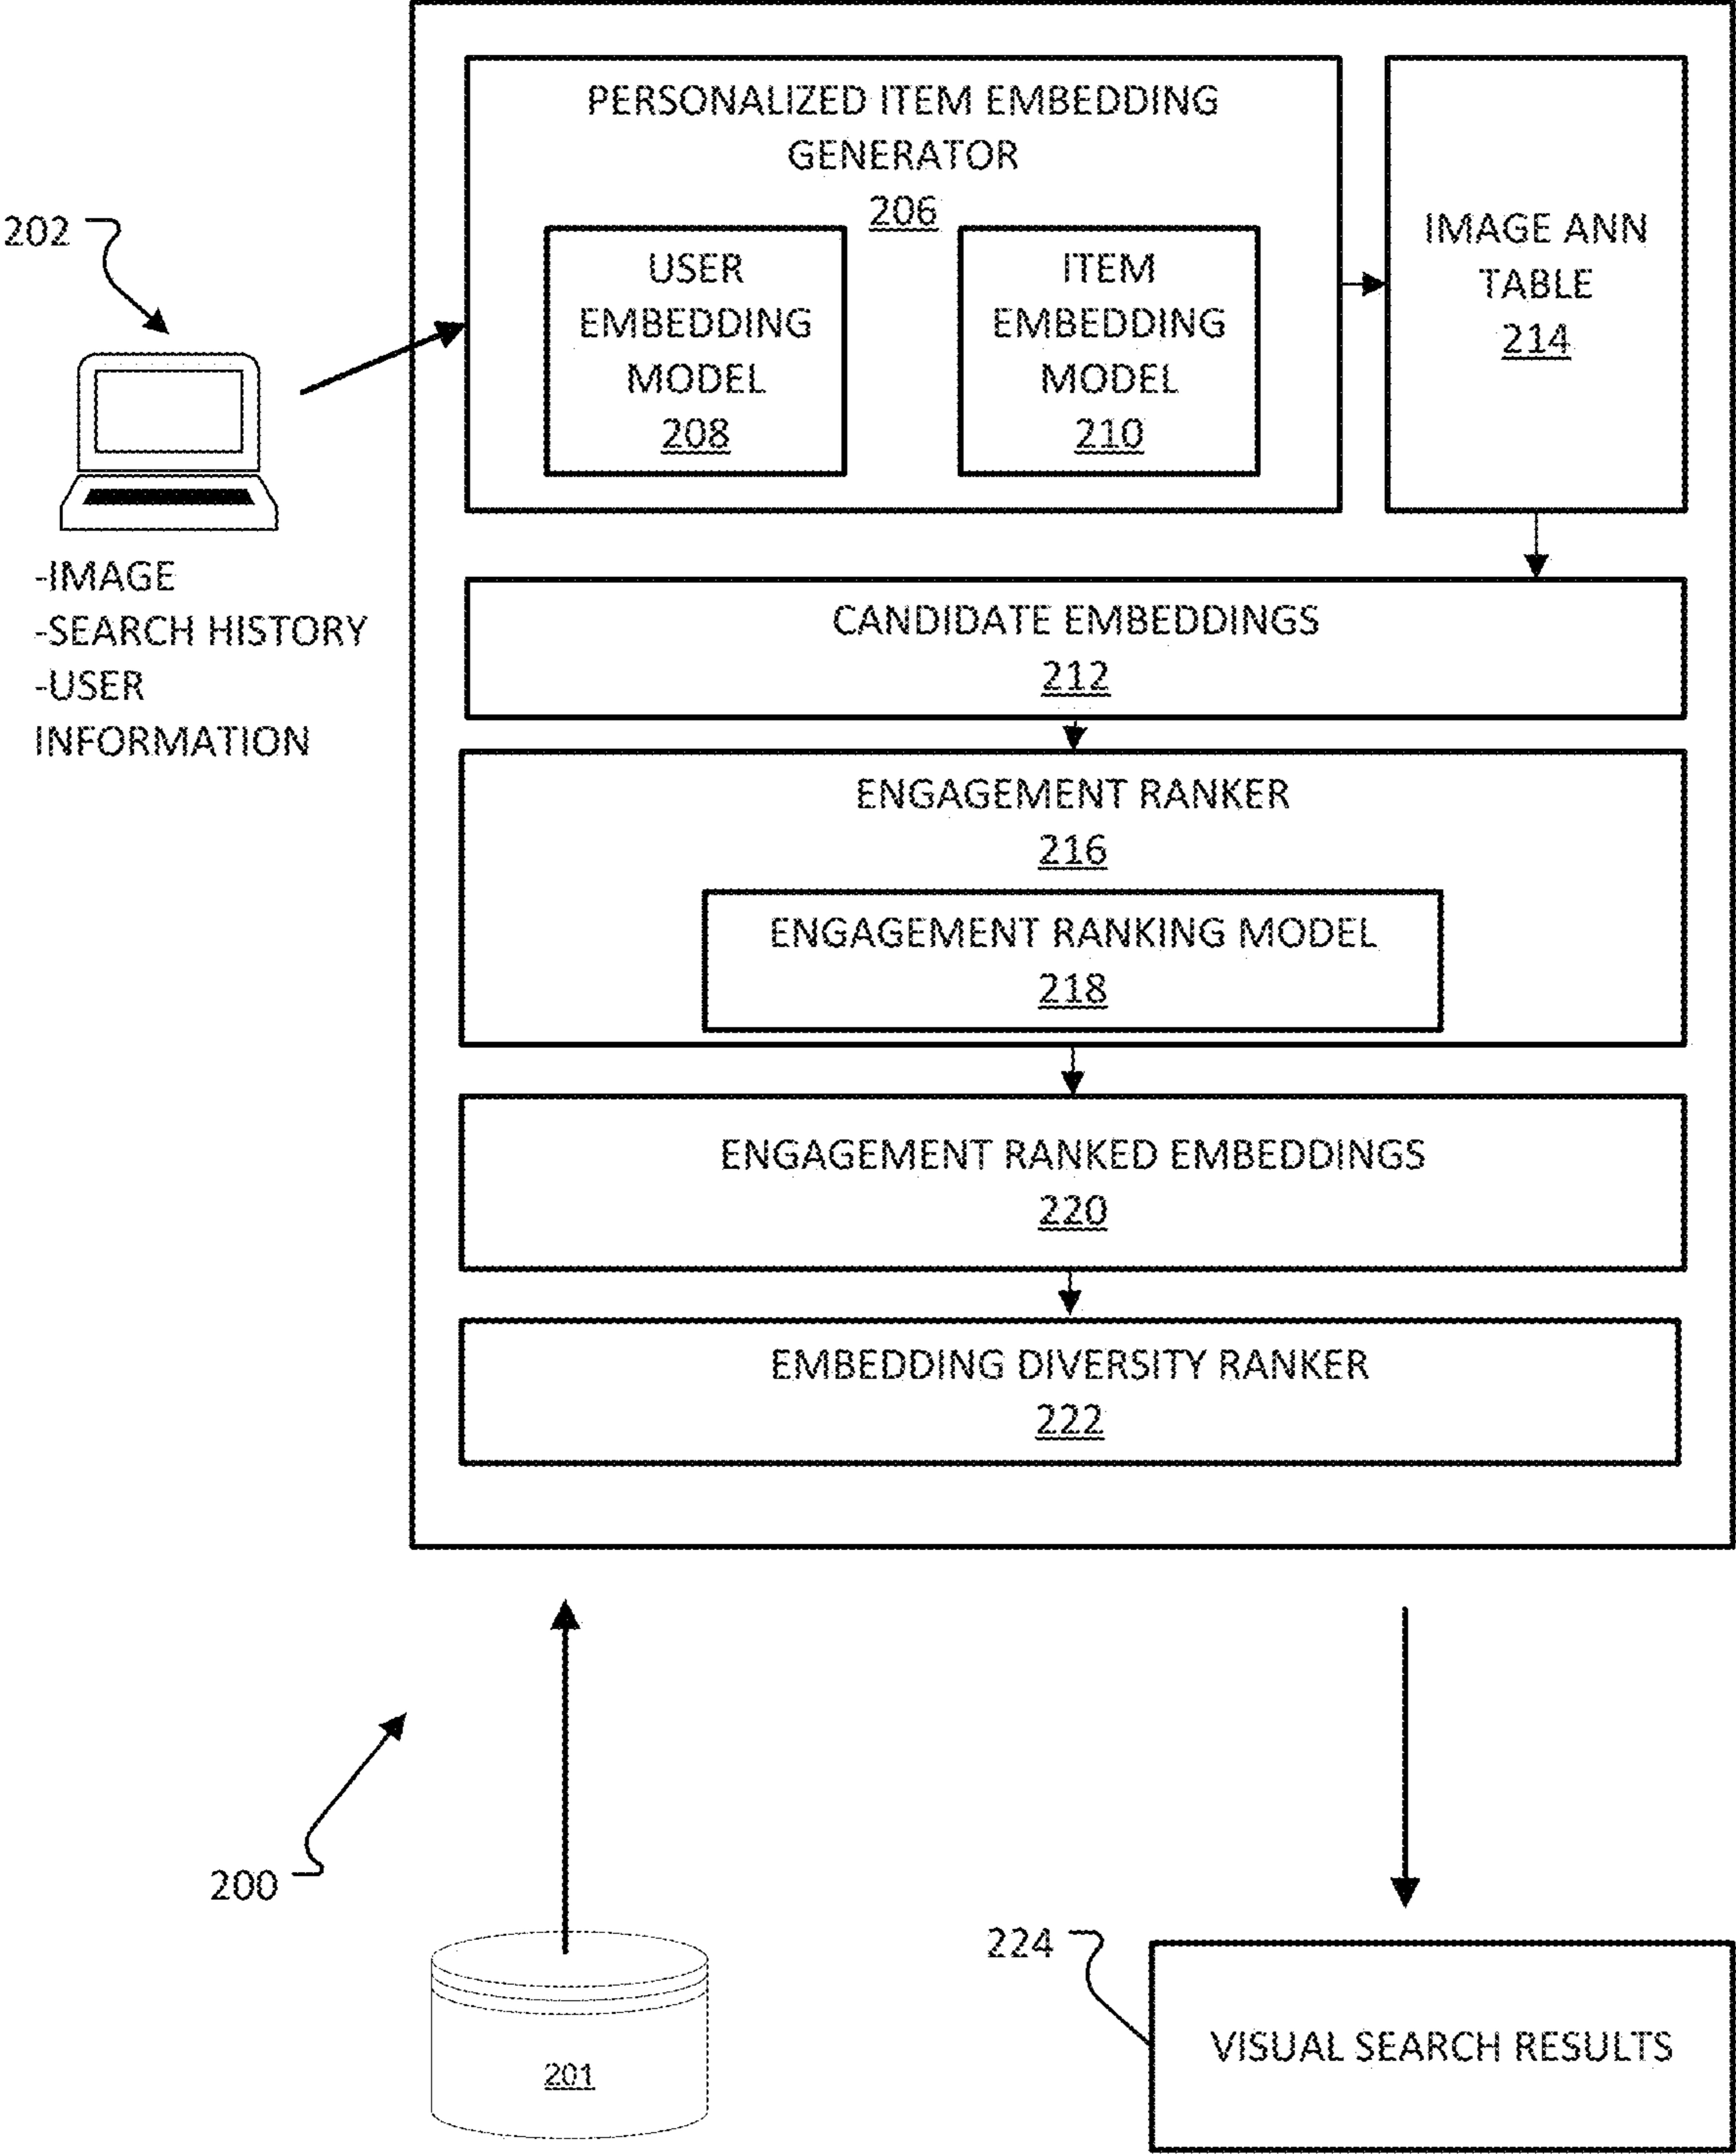 PERSONALIZED ITEM EMBEDDING
GENERATOR
206
USER
EMBEDDING
MODEL
208
ITEM
EMBEDDING
MODEL
210
IMAGE ANN
TABLE
214
202
-IMAGE
-SEARCH HISTORY
-USER
INFORMATION
CANDIDATE EMBEDDINGS
212
ENGAGEMENT RANKER
216
ENGAGEMENT RANKING MODEL
218
ENGAGEMENT RANKED EMBEDDINGS
220
EMBEDDING DIVERSITY RANKER
222
200
201
224
VISUAL SEARCH RESULTS